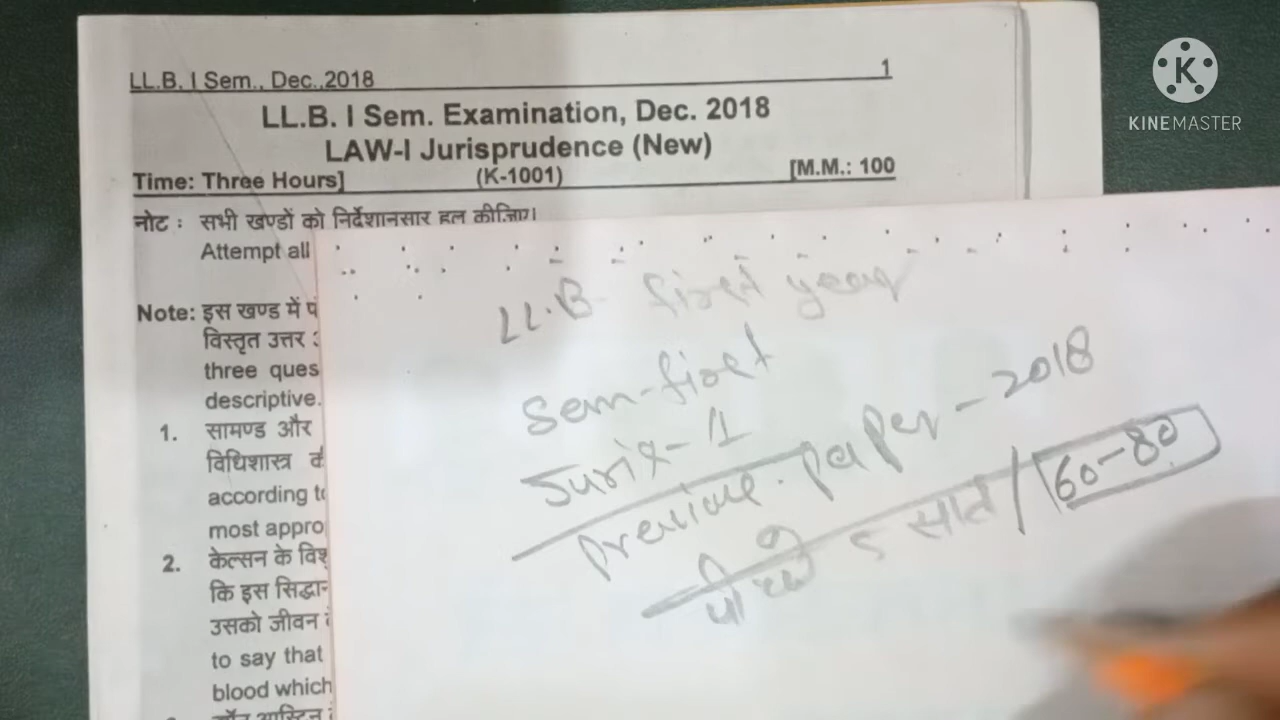 LL.B. I Sem., Dec.,2018 1
LL.B. I Sem. Examination, Dec. 2018
LAW-I Jurisprudence (New)
Time: Three Hours] (K-1001) [M.M.: 100
नोट : सभी खण्डों को निर्देशानसार हल कीजिए।
Attempt all
Note: इस खण्ड में
विस्तृत उत्तर
three ques
descriptive.
1. सामण्ड और
विधिशास्त्र
according to
most appro
2. केल्सन के
कि इस
उसको जीवन
to say that
blood which
LL.B first year
Sem-first
Juris-1
paper-2018
5 साल / 60-80
K
KINEMASTER